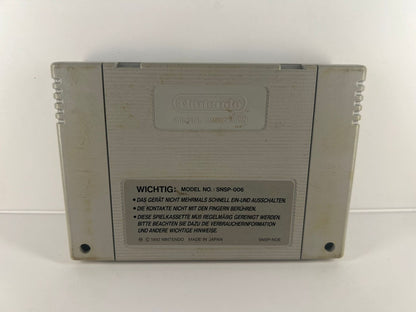 Nintendo
WICHTIG: MODEL NO. SNSP-006
• DAS GERÄT NICHT MEHRMALS SCHNELL EIN-UND AUSSCHALTEN.
• DIE KONTAKTE NICHT MIT DEN FINGERN BERÜHREN.
• DIESE SPIELKASSETTE MUß REGELMÄßIG GEREINIGT WERDEN.
BITTE BEACHTEN SIE DAZU DIE VERBRAUCHERINFORMATION
UND ANDERE WICHTIGE HINWEISE.
© 1992 NINTENDO MADE IN JAPAN SNSP-NOE